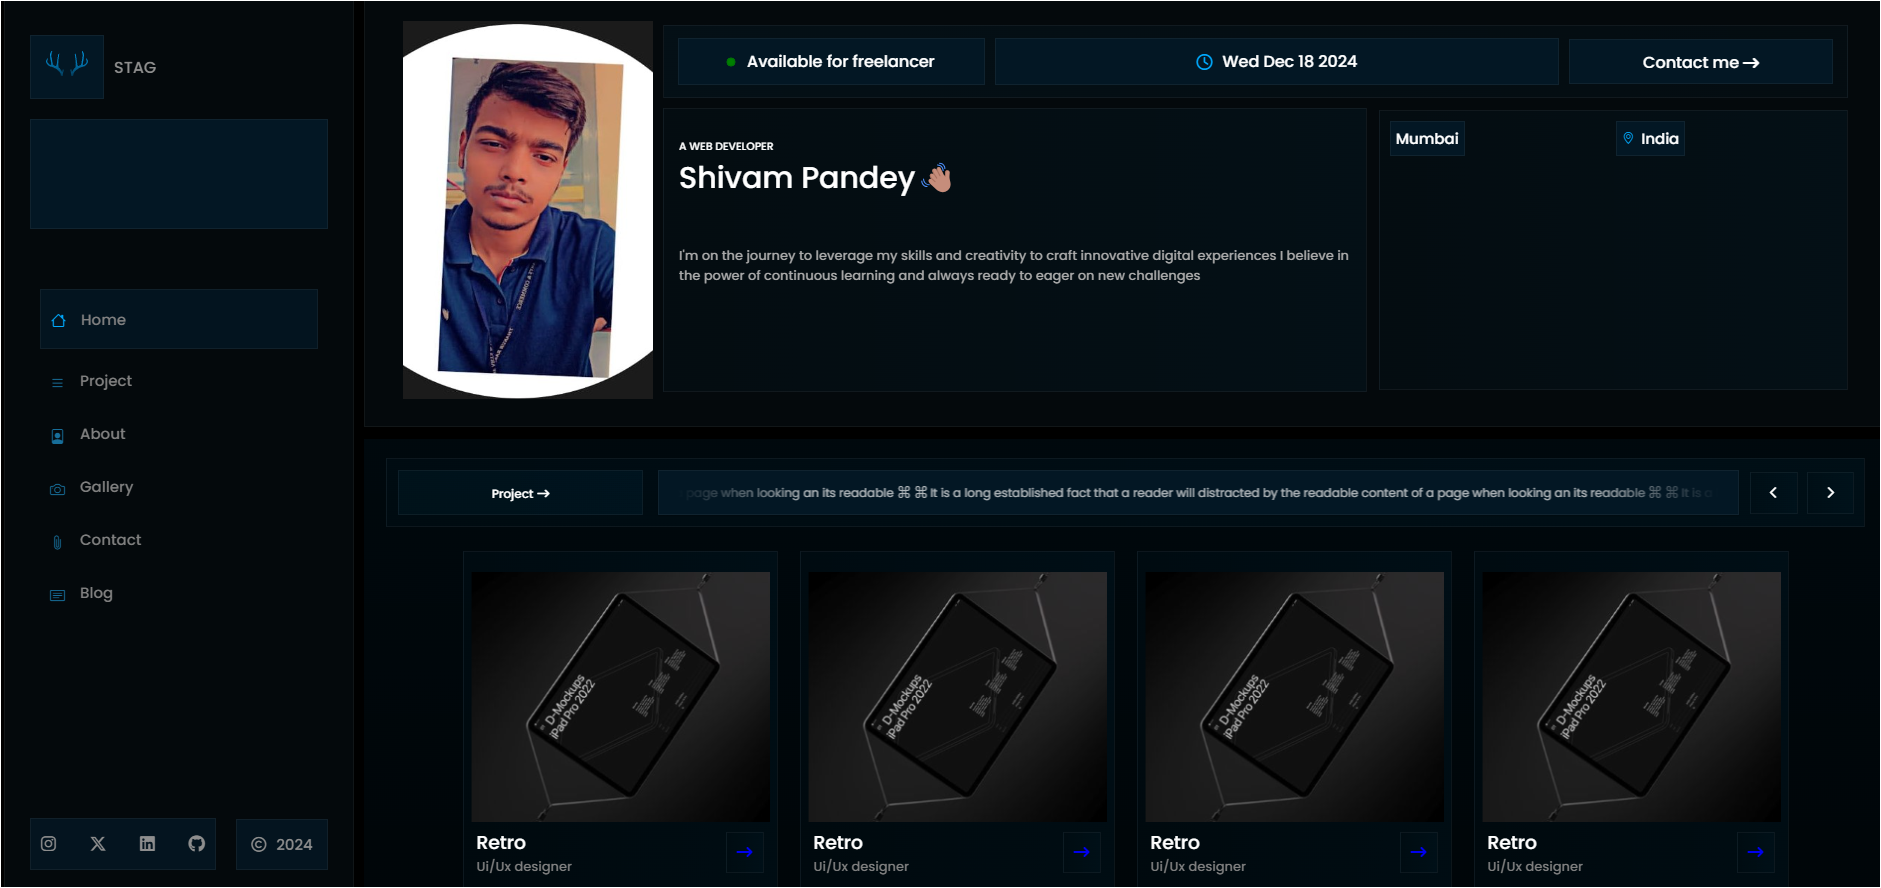 STAG
Home
Project
About
Gallery
Contact
Blog
© 2024
Available for freelancer
Wed Dec 18 2024
Contact me →
A WEB DEVELOPER
Shivam Pandey 👋🏽
I'm on the journey to leverage my skills and creativity to craft innovative digital experiences I believe in
the power of continuous learning and always ready to eager on new challenges
Mumbai
India
Project →
page when looking an its readable ⌘ ⌘ It is a long established fact that a reader will distracted by the readable content of a page when looking an its readable ⌘ ⌘ It is
D-Mockups
iPad Pro 2022
D-Mockups
iPad Pro 2022
D-Mockups
iPad Pro 2022
D-Mockups
iPad Pro 2022
Retro
Ui/Ux designer
Retro
Ui/Ux designer
Retro
Ui/Ux designer
Retro
Ui/Ux designer